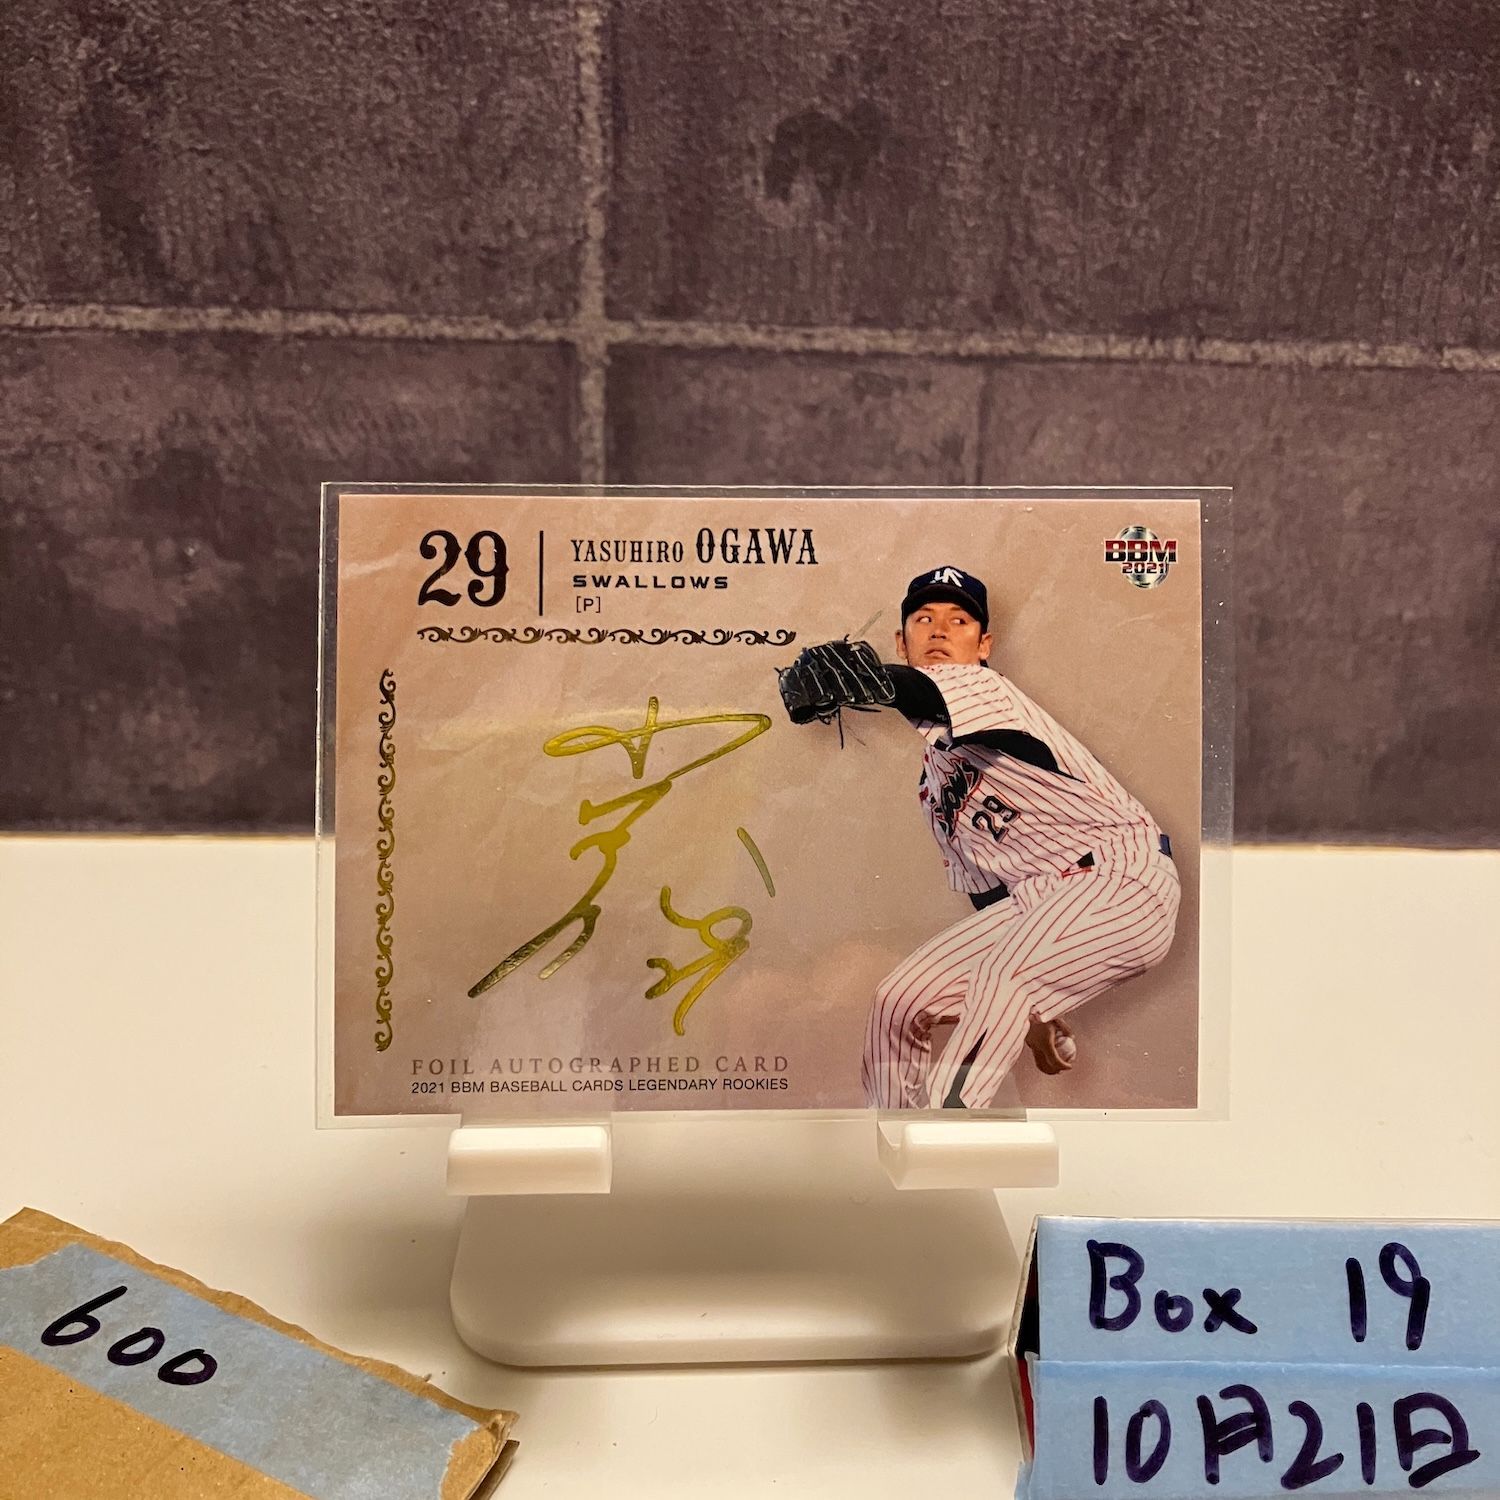 29
YASUHIRO OGAWA
SWALLOWS
[P]
BBM
2021
29
FOIL AUTOGRAPHED CARD
2021 BBM BASEBALL CARDS LEGENDARY ROOKIES
600
Box 19
10月21日